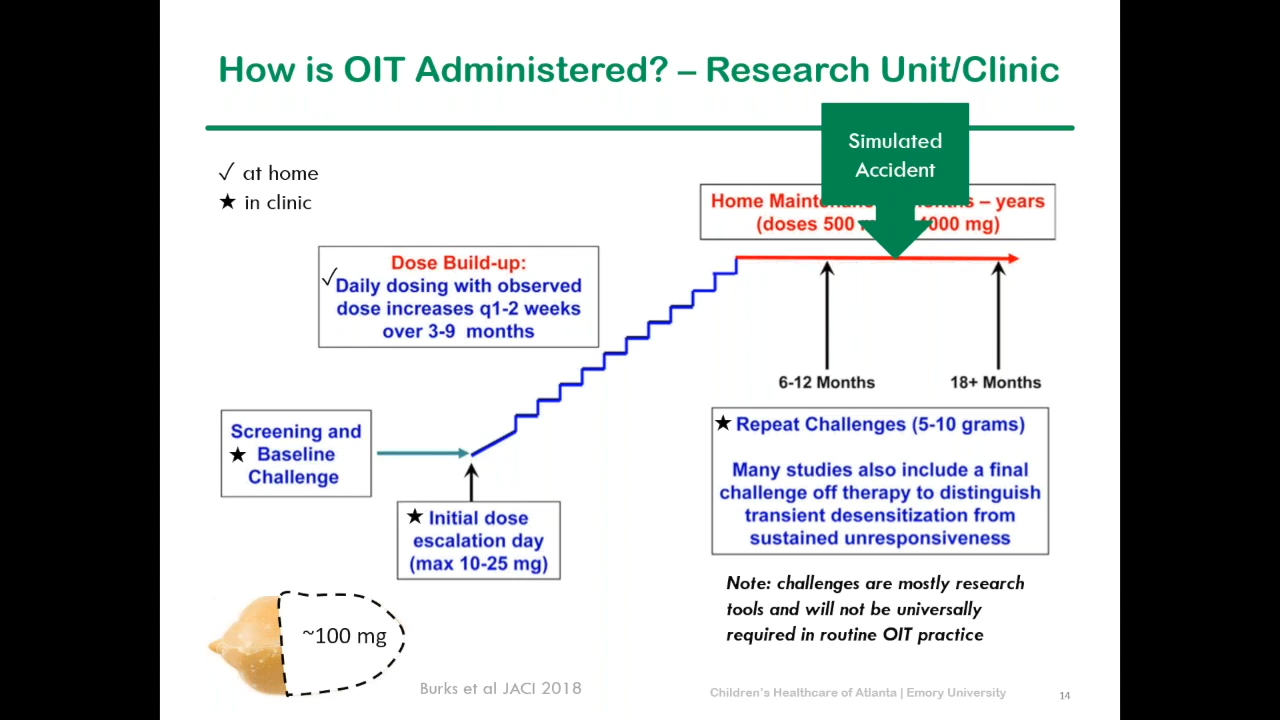 How is OIT Administered? – Research Unit/Clinic
Simulated
Accident
✓ at home
★ in clinic
Home – years
(doses 500 000 mg)
Dose Build-up:
✓ Daily dosing with observed
dose increases q1-2 weeks
over 3-9 months
6-12 Months
18+ Months
Screening and
★ Baseline
Challenge
★ Initial dose
escalation day
(max 10-25 mg)
★ Repeat Challenges (5-10 grams)
Many studies also include a final
challenge off therapy to distinguish
transient desensitization from
sustained unresponsiveness
Note: challenges are mostly research
tools and will not be universally
required in routine OIT practice
~100 mg
Burks et al JACI 2018
Children's Healthcare of Atlanta | Emory University
14